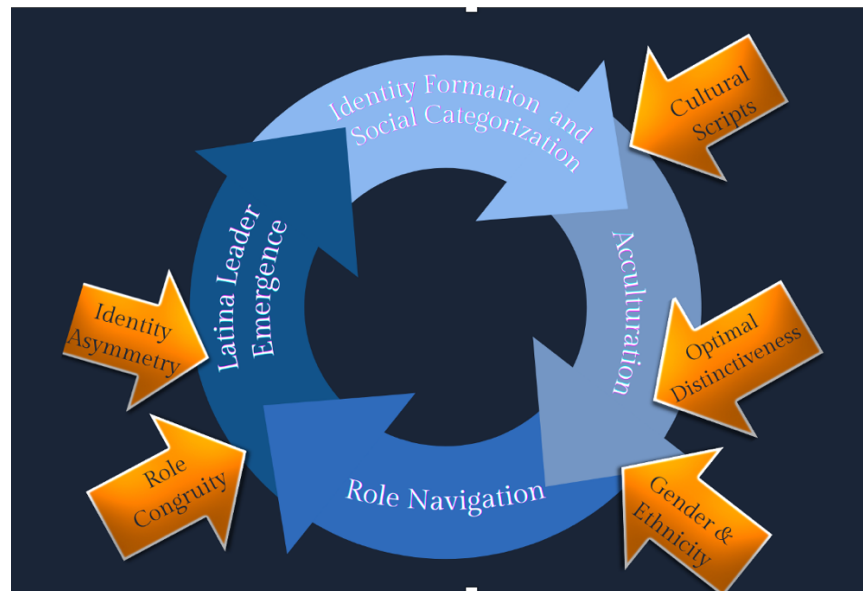 Identity Formation and
Social Categorization
Cultural
Scripts
Acculturation
Optimal
Distinctiveness
Gender &
Ethnicity
Role Navigation
Role
Congruity
Identity
Asymmetry
Latina Leader
Emergence